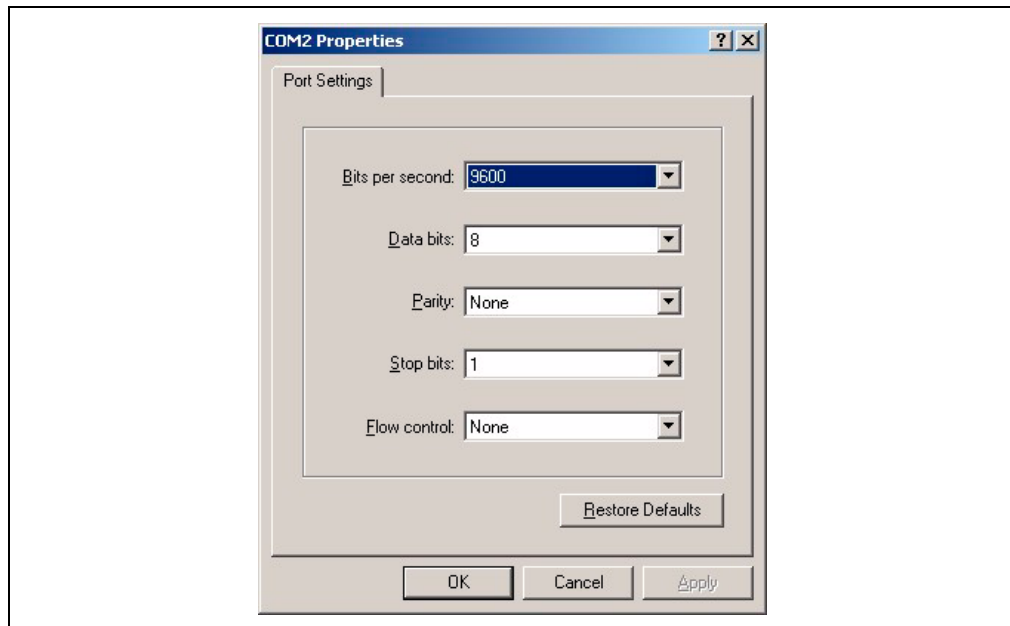 COM2 Properties
Port Settings
Bits per second: 9600
Data bits: 8
Parity: None
Stop bits: 1
Flow control: None
Restore Defaults
OK Cancel Apply